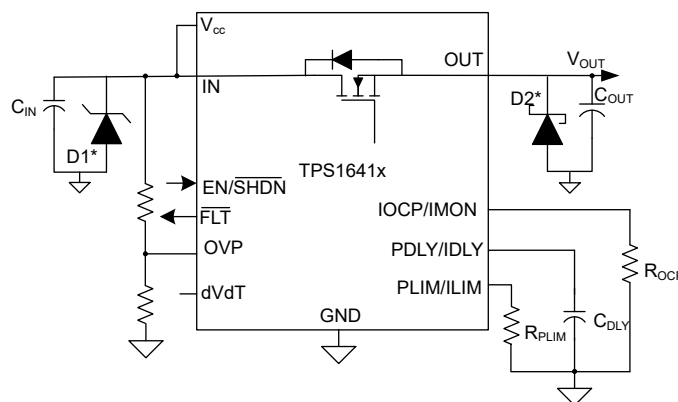 Vcc
OUT
VOUT
IN
CIN
D1*
D2*
COUT
TPS1641x
EN/SHDN
IOCP/IMON
FLT
PDLY/IDLY
OVP
ROCP
PLIM/ILIM
dVdT
CDLY
RPLIM
GND